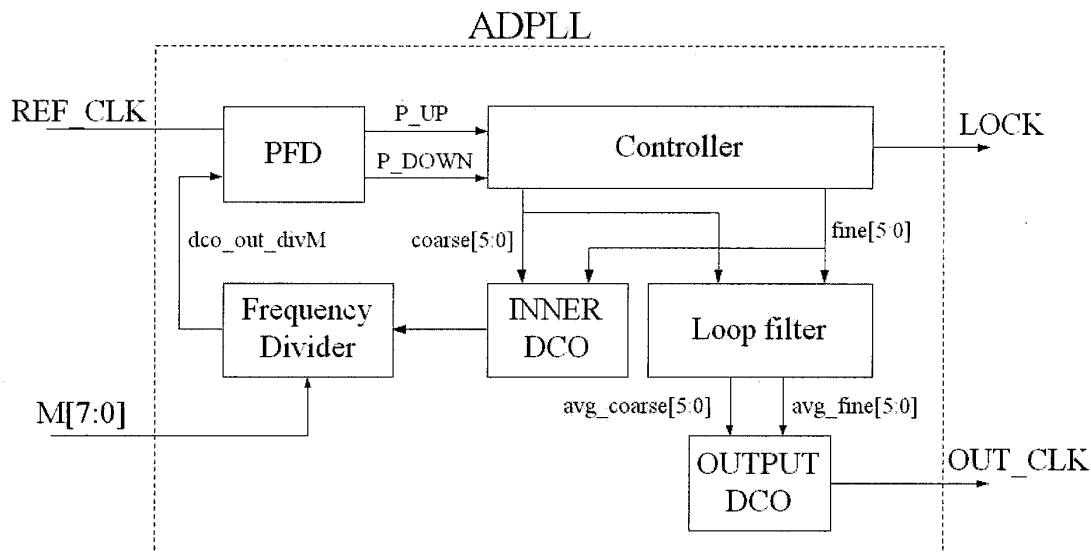 ADPLL
REF_CLK
PFD
P_UP
P_DOWN
Controller
LOCK
dco_out_divM
coarse[5:0]
fine[5:0]
Frequency
Divider
INNER
DCO
Loop filter
M[7:0]
avg_coarse[5:0]
avg_fine[5:0]
OUTPUT
DCO
OUT_CLK